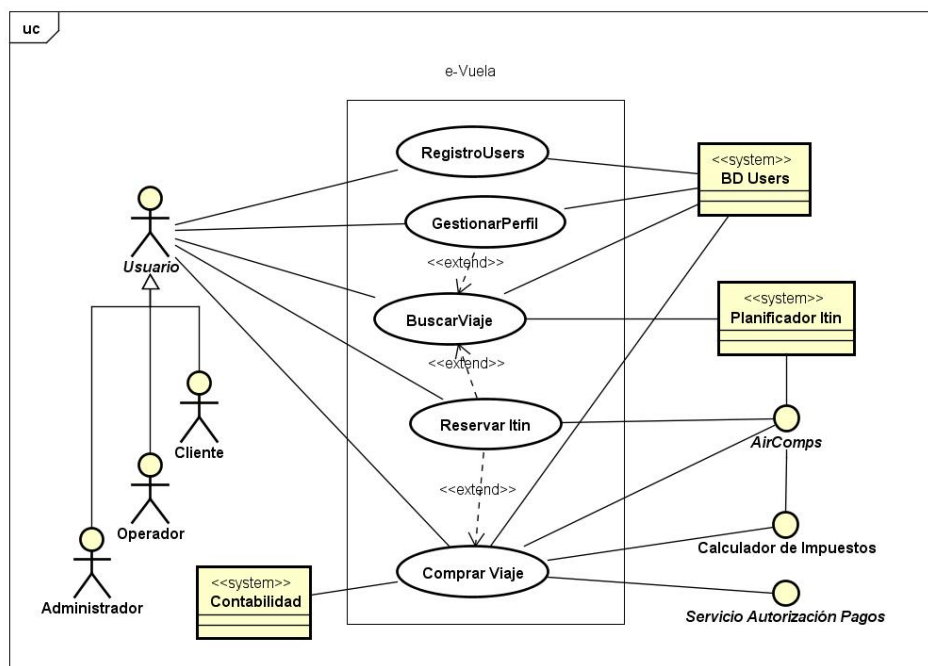 uc
e-Vuela
RegistroUsers
<<system>>
BD Users
GestionarPerfil
Usuario
<<extend>>
BuscarViaje
<<system>>
Planificador Itin
<<extend>>
Reservar Itin
AirComps
Cliente
<<extend>>
Operador
Calculador de Impuestos
Comprar Viaje
<<system>>
Contabilidad
Administrador
Servicio Autorización Pagos